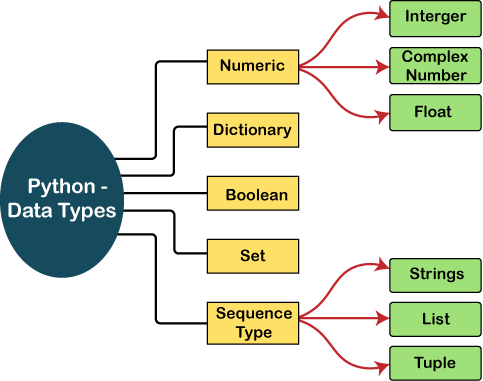 Python -
Data Types
Numeric
Dictionary
Boolean
Set
Sequence
Type
Interger
Complex
Number
Float
Strings
List
Tuple